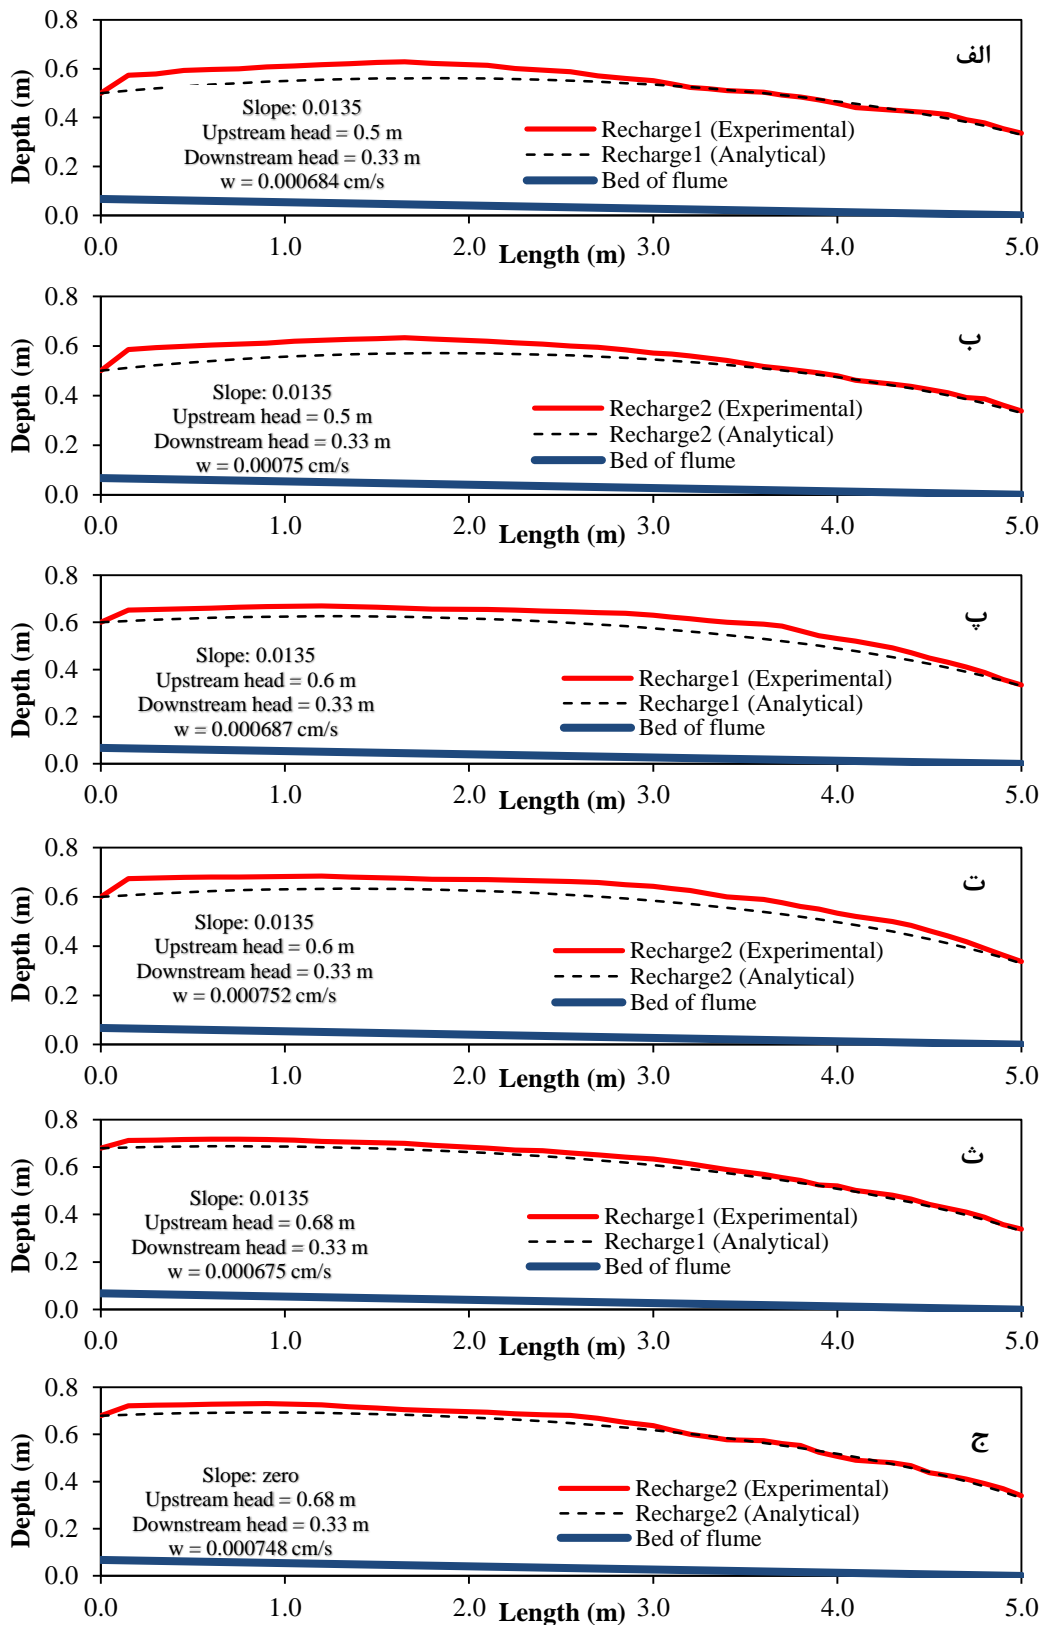 0.8
0.6
0.4
0.2
0.0
Depth (m)
الف
Slope: 0.0135
Upstream head = 0.5 m
Downstream head = 0.33 m
w = 0.000684 cm/s
Recharge1 (Experimental)
Recharge1 (Analytical)
Bed of flume
0.0 1.0 2.0 3.0 4.0 5.0
Length (m)
0.8
0.6
0.4
0.2
0.0
Depth (m)
ب
Slope: 0.0135
Upstream head = 0.5 m
Downstream head = 0.33 m
w = 0.00075 cm/s
Recharge2 (Experimental)
Recharge2 (Analytical)
Bed of flume
0.0 1.0 2.0 3.0 4.0 5.0
Length (m)
0.8
0.6
0.4
0.2
0.0
Depth (m)
پ
Slope: 0.0135
Upstream head = 0.6 m
Downstream head = 0.33 m
w = 0.000687 cm/s
Recharge1 (Experimental)
Recharge1 (Analytical)
Bed of flume
0.0 1.0 2.0 3.0 4.0 5.0
Length (m)
0.8
0.6
0.4
0.2
0.0
Depth (m)
ت
Slope: 0.0135
Upstream head = 0.6 m
Downstream head = 0.33 m
w = 0.000752 cm/s
Recharge2 (Experimental)
Recharge2 (Analytical)
Bed of flume
0.0 1.0 2.0 3.0 4.0 5.0
Length (m)
0.8
0.6
0.4
0.2
0.0
Depth (m)
ث
Slope: 0.0135
Upstream head = 0.68 m
Downstream head = 0.33 m
w = 0.000675 cm/s
Recharge1 (Experimental)
Recharge1 (Analytical)
Bed of flume
0.0 1.0 2.0 3.0 4.0 5.0
Length (m)
0.8
0.6
0.4
0.2
0.0
Depth (m)
ج
Slope: zero
Upstream head = 0.68 m
Downstream head = 0.33 m
w = 0.000748 cm/s
Recharge2 (Experimental)
Recharge2 (Analytical)
Bed of flume
0.0 1.0 2.0 3.0 4.0 5.0
Length (m)